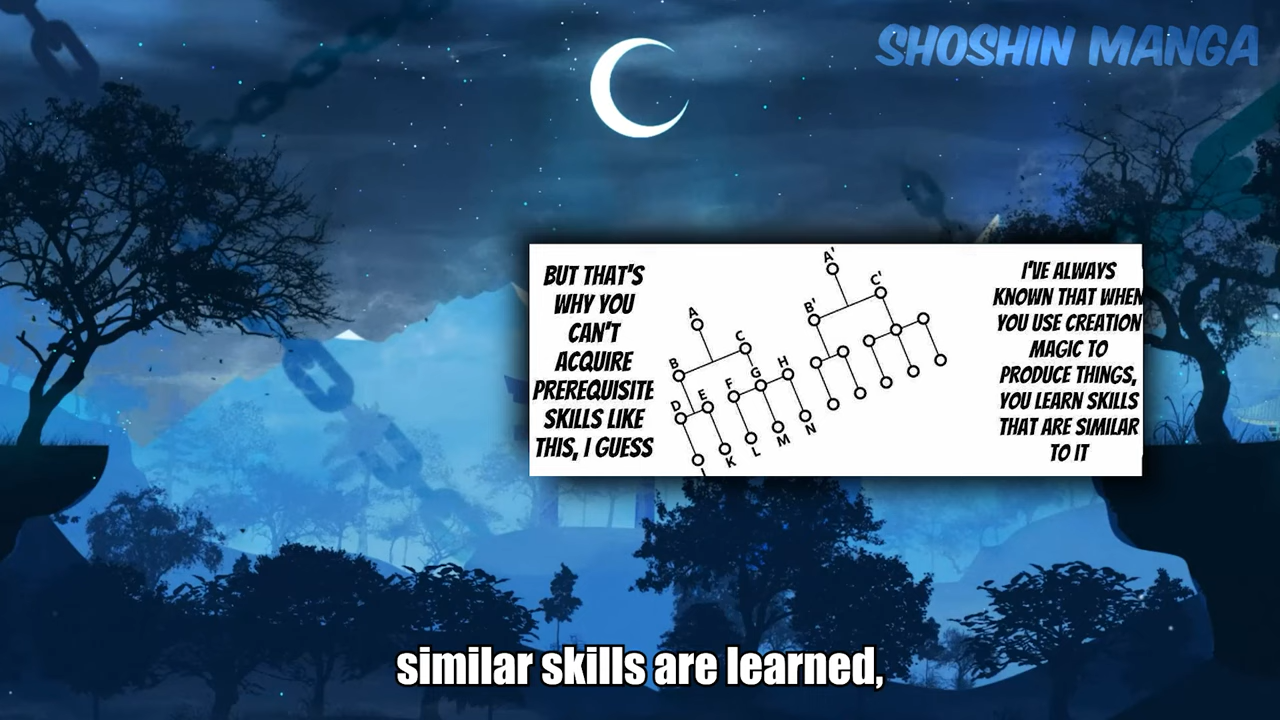 SHOSHIN MANGA
BUT THAT'S
WHY YOU
CAN'T
ACQUIRE
PREREQUISITE
SKILLS LIKE
THIS, I GUESS
A
B
C
D
E
F
G
H
I
K
L
M
N
A'
B'
C'
I'VE ALWAYS
KNOWN THAT WHEN
YOU USE CREATION
MAGIC TO
PRODUCE THINGS,
YOU LEARN SKILLS
THAT ARE SIMILAR
TO IT
similar skills are learned,